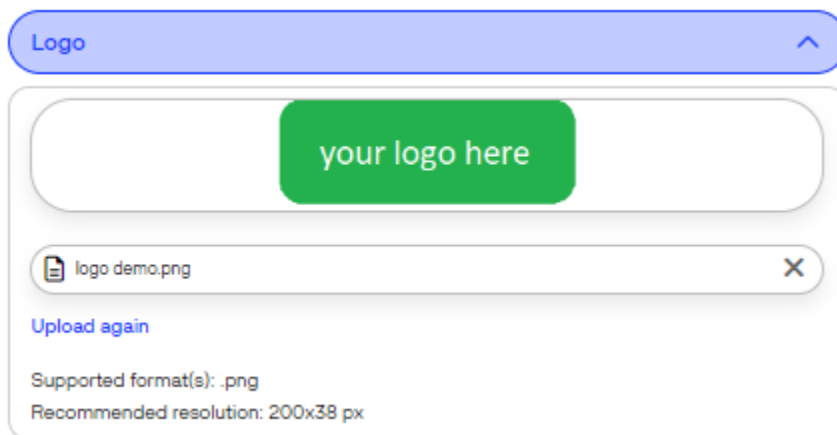 Logo
your logo here
logo demo.png
Upload again
Supported format(s): .png
Recommended resolution: 200x38 px